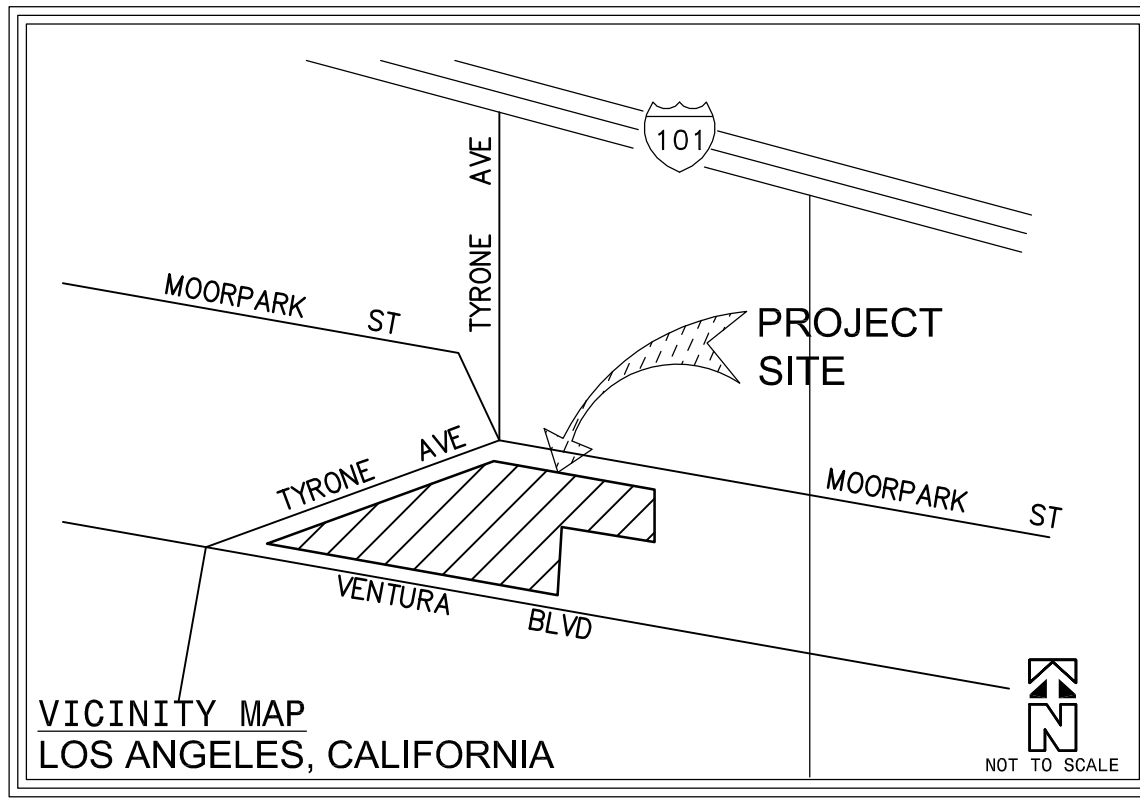 101
TYRONE AVE
MOORPARK ST
PROJECT
SITE
TYRONE AVE
MOORPARK ST
VENTURA BLVD
VICINITY MAP
LOS ANGELES, CALIFORNIA
N
NOT TO SCALE